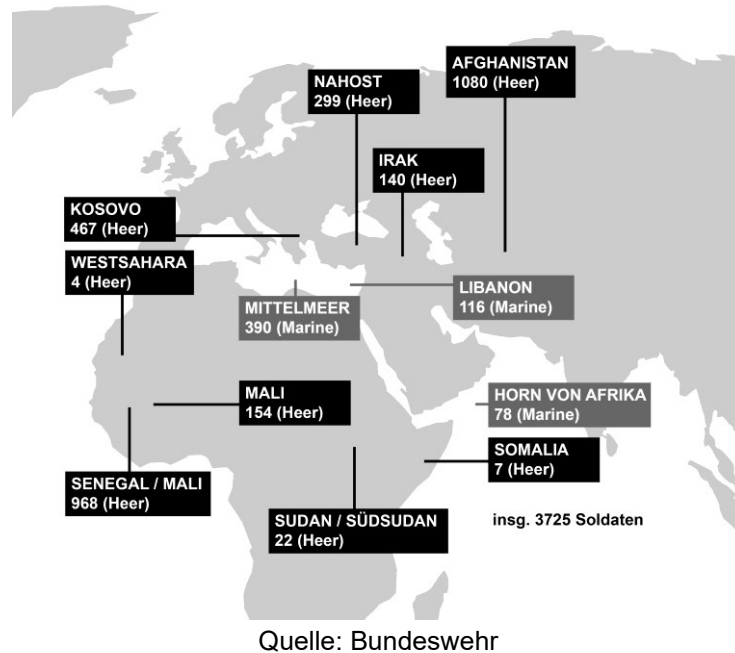 AFGHANISTAN
1080 (Heer)
NAHOST
299 (Heer)
IRAK
140 (Heer)
KOSOVO
467 (Heer)
WESTSAHARA
4 (Heer)
MITTELMEER
390 (Marine)
LIBANON
116 (Marine)
MALI
154 (Heer)
HORN VON AFRIKA
78 (Marine)
SOMALIA
7 (Heer)
SENEGAL / MALI
968 (Heer)
SUDAN / SÜDSUDAN
22 (Heer)
insg. 3725 Soldaten
Quelle: Bundeswehr